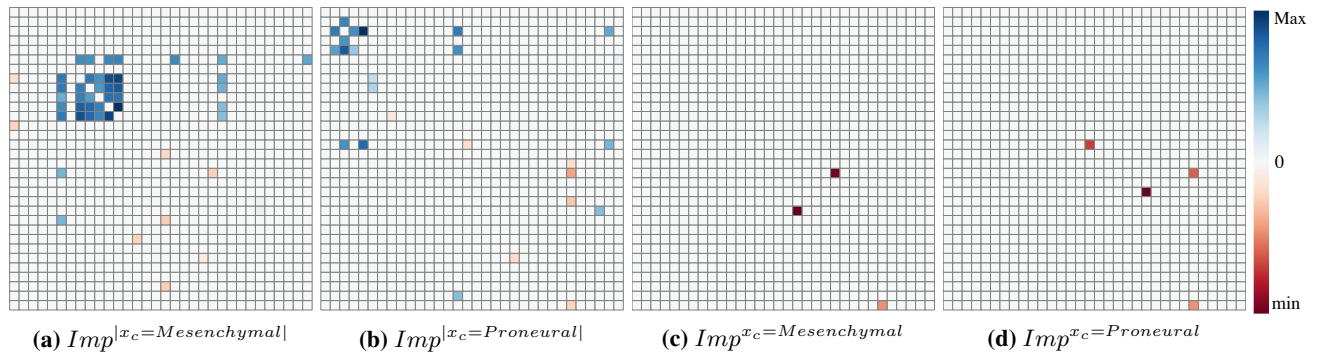 Max
0
min
(a) Imp^{|x_c=Mesenchymal|}
(b) Imp^{|x_c=Proneural|}
(c) Imp^{x_c=Mesenchymal}
(d) Imp^{x_c=Proneural}